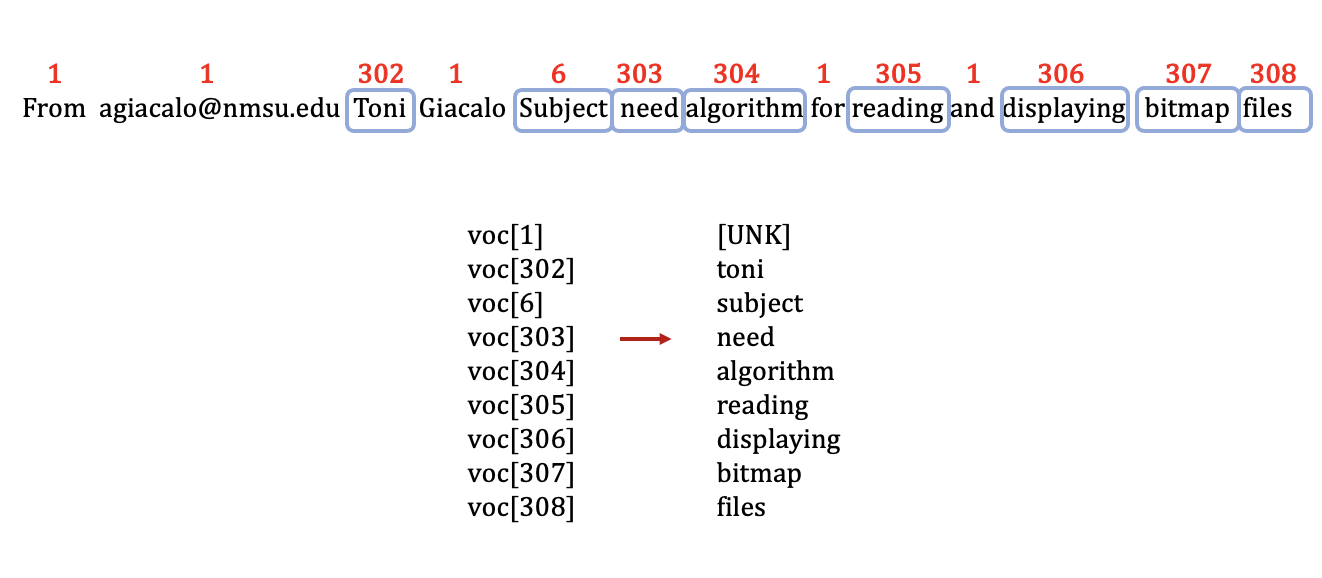 1 1 302 1 6 303 304 1 305 1 306 307 308
From agiacalo@nmsu.edu Toni Giacalo Subject need algorithm for reading and displaying bitmap files
voc[1] [UNK]
voc[302] toni
voc[6] subject
voc[303] need
voc[304] algorithm
voc[305] reading
voc[306] displaying
voc[307] bitmap
voc[308] files